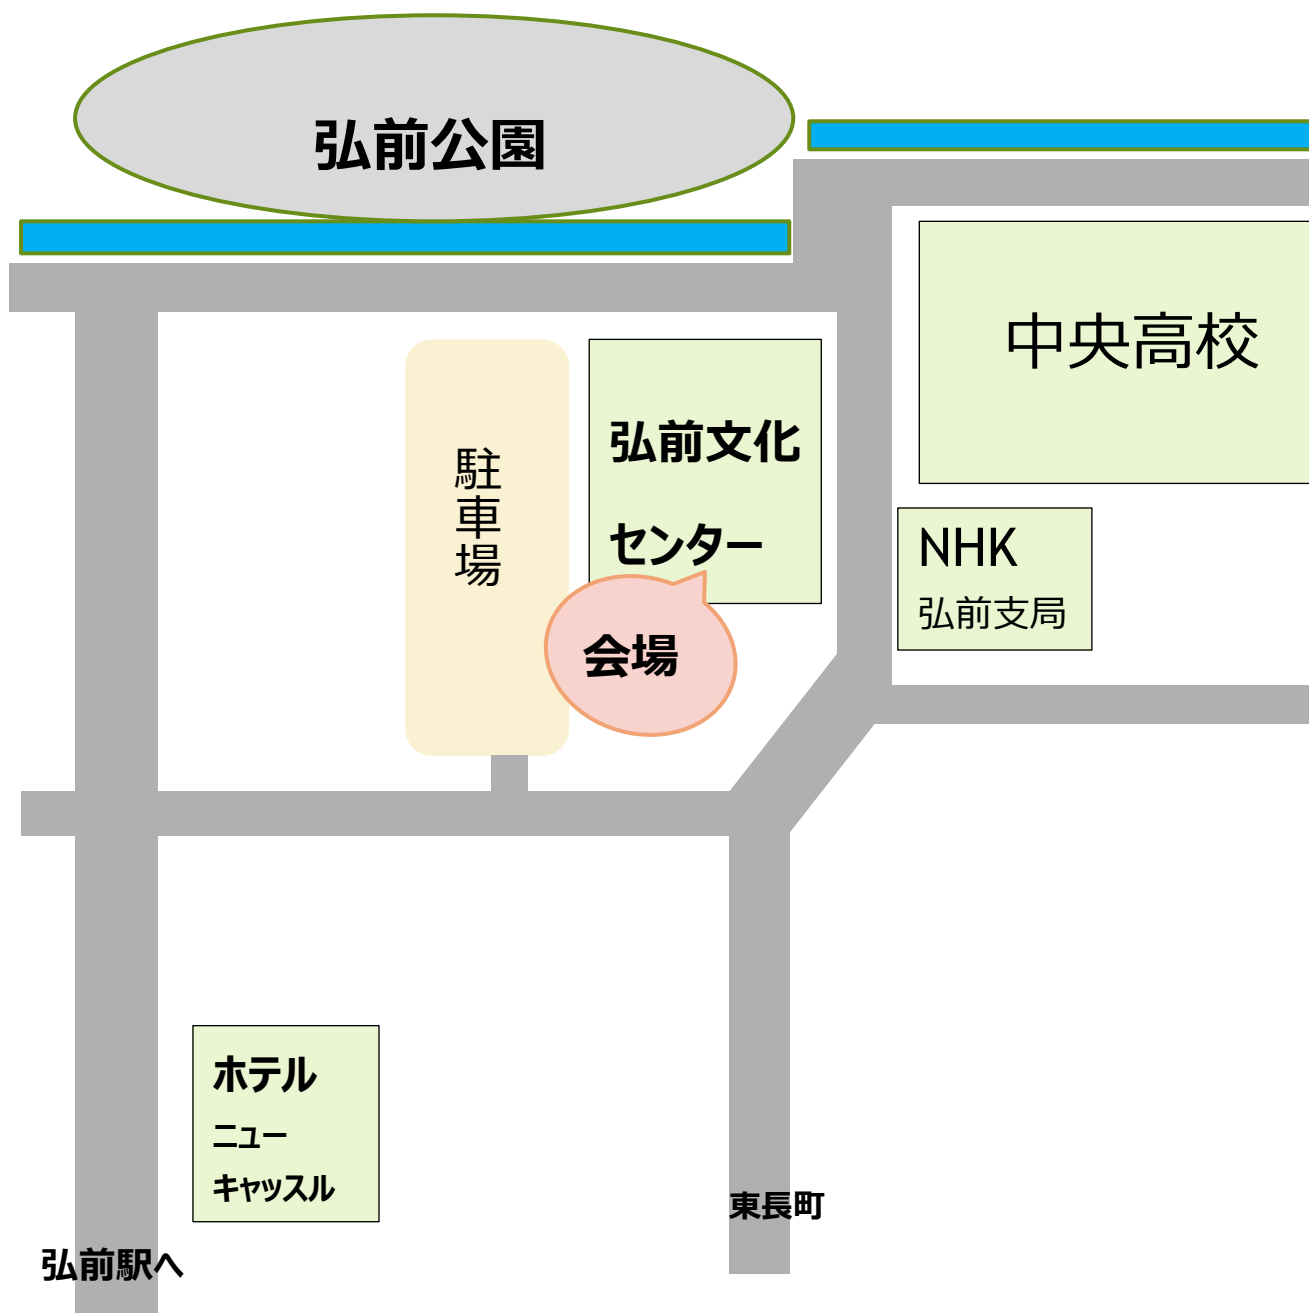 弘前公園
中央高校
弘前文化
センター
駐車場
NHK
弘前支局
会場
ホテル
ニュー
キャッスル
東長町
弘前駅へ